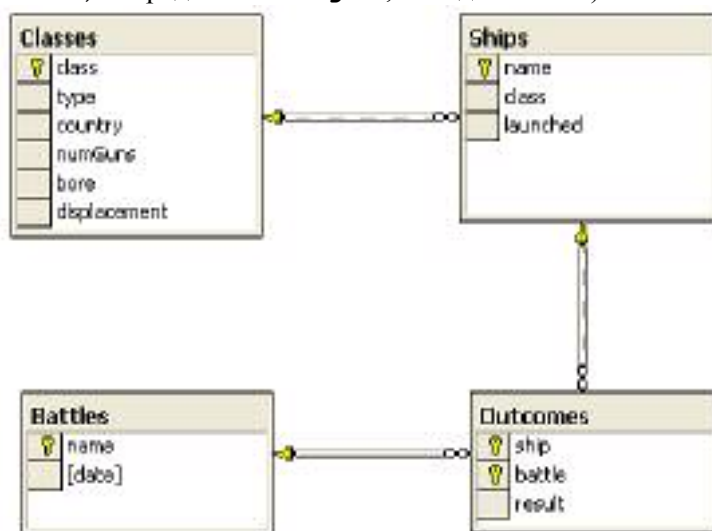 Classes
class
type
country
numGuns
bore
displacement
Ships
name
class
launched
Battles
name
[date]
Outcomes
ship
battle
result